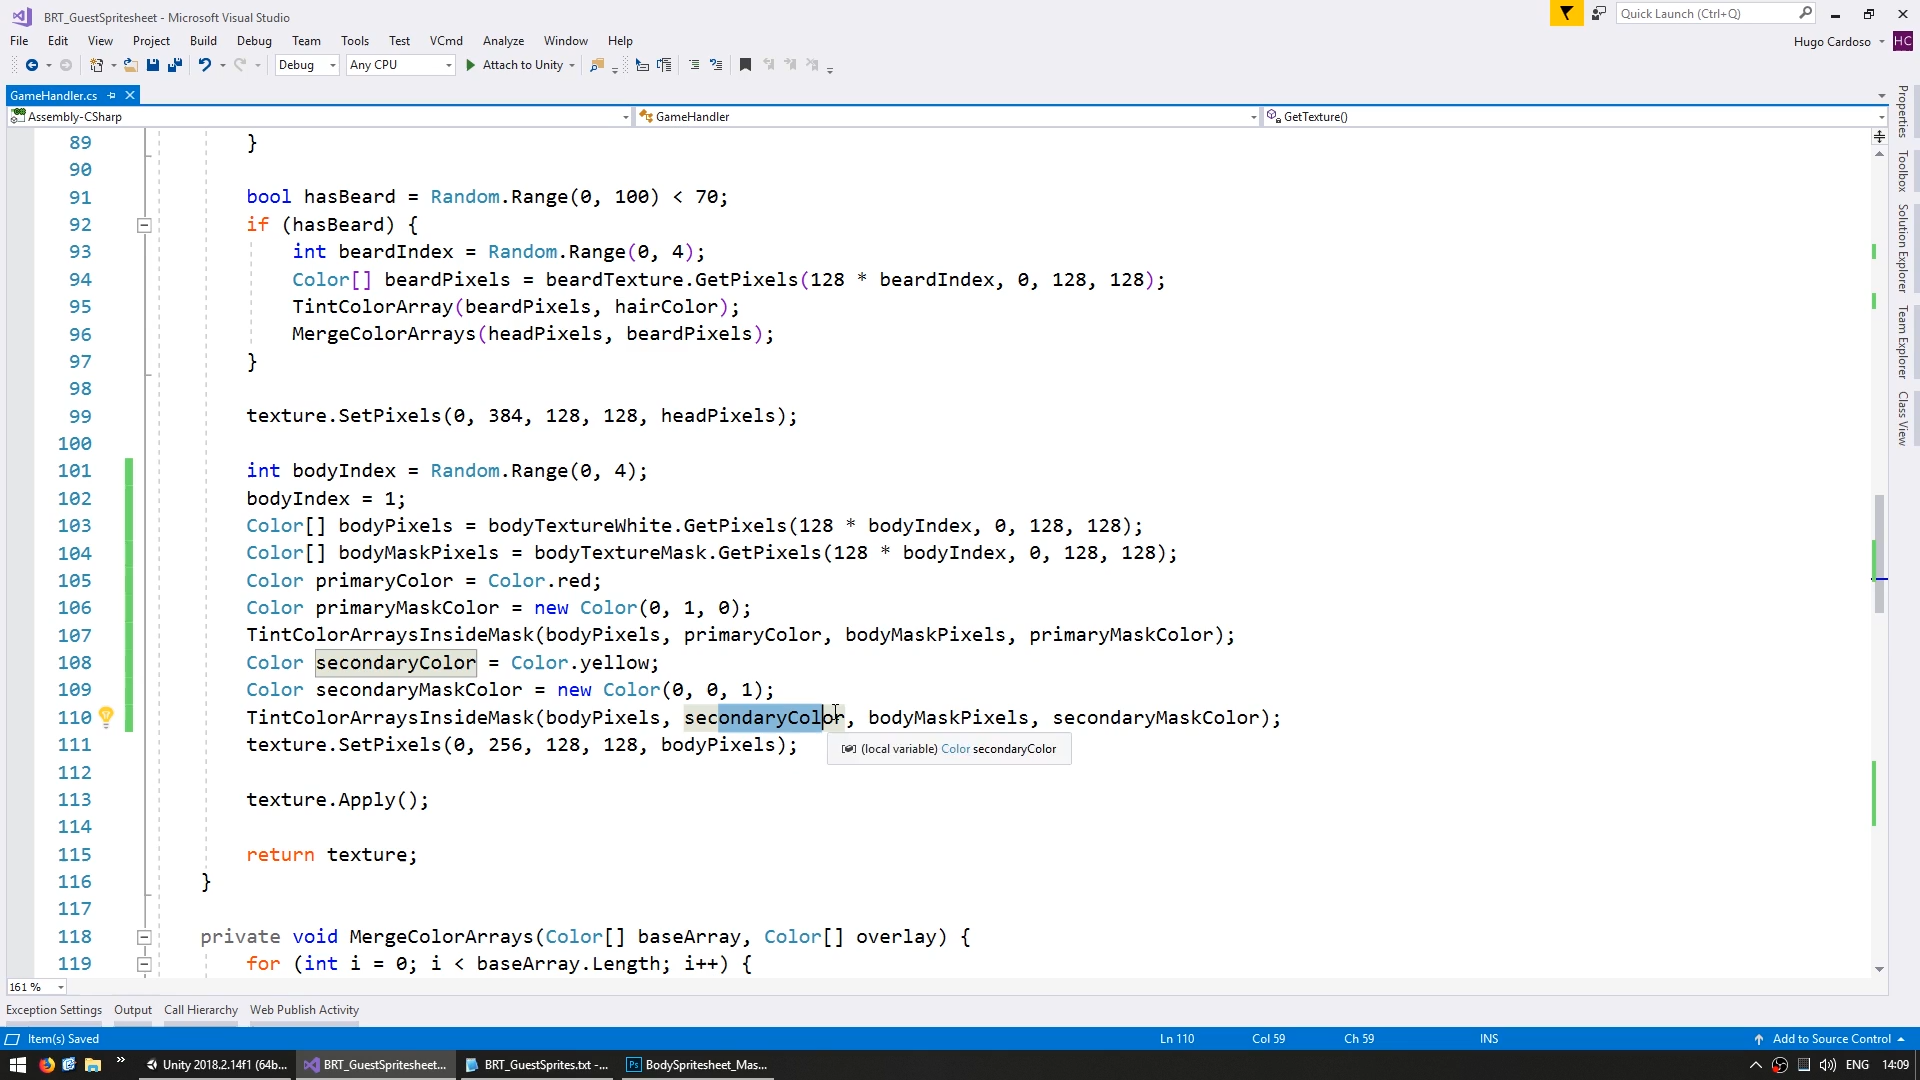 BRT_GuestSpritesheet - Microsoft Visual Studio
Quick Launch (Ctrl+Q)
File Edit View Project Build Debug Team Tools Test VCmd Analyze Window Help
Hugo Cardoso HC
Debug Any CPU Attach to Unity
GameHandler.cs
Assembly-CSharp GameHandler GetTexture()
89 }
90
91 bool hasBeard = Random.Range(0, 100) < 70;
92 if (hasBeard) {
93 int beardIndex = Random.Range(0, 4);
94 Color[] beardPixels = beardTexture.GetPixels(128 * beardIndex, 0, 128, 128);
95 TintColorArray(beardPixels, hairColor);
96 MergeColorArrays(headPixels, beardPixels);
97 }
98
99 texture.SetPixels(0, 384, 128, 128, headPixels);
100
101 int bodyIndex = Random.Range(0, 4);
102 bodyIndex = 1;
103 Color[] bodyPixels = bodyTextureWhite.GetPixels(128 * bodyIndex, 0, 128, 128);
104 Color[] bodyMaskPixels = bodyTextureMask.GetPixels(128 * bodyIndex, 0, 128, 128);
105 Color primaryColor = Color.red;
106 Color primaryMaskColor = new Color(0, 1, 0);
107 TintColorArraysInsideMask(bodyPixels, primaryColor, bodyMaskPixels, primaryMaskColor);
108 Color secondaryColor = Color.yellow;
109 Color secondaryMaskColor = new Color(0, 0, 1);
110 TintColorArraysInsideMask(bodyPixels, secondaryColor, bodyMaskPixels, secondaryMaskColor);
111 texture.SetPixels(0, 256, 128, 128, bodyPixels);
(local variable) Color secondaryColor
112
113 texture.Apply();
114
115 return texture;
116 }
117
118 private void MergeColorArrays(Color[] baseArray, Color[] overlay) {
119 for (int i = 0; i < baseArray.Length; i++) {
Properties
Toolbox
Solution Explorer
Team Explorer
Class View
161 %
Exception Settings Output Call Hierarchy Web Publish Activity
Item(s) Saved Ln 110 Col 59 Ch 59 INS Add to Source Control
» Unity 2018.2.14f1 (64b... BRT_GuestSpritesheet... BRT_GuestSprites.txt -... Ps BodySpritesheet_Mas... ENG 14:09